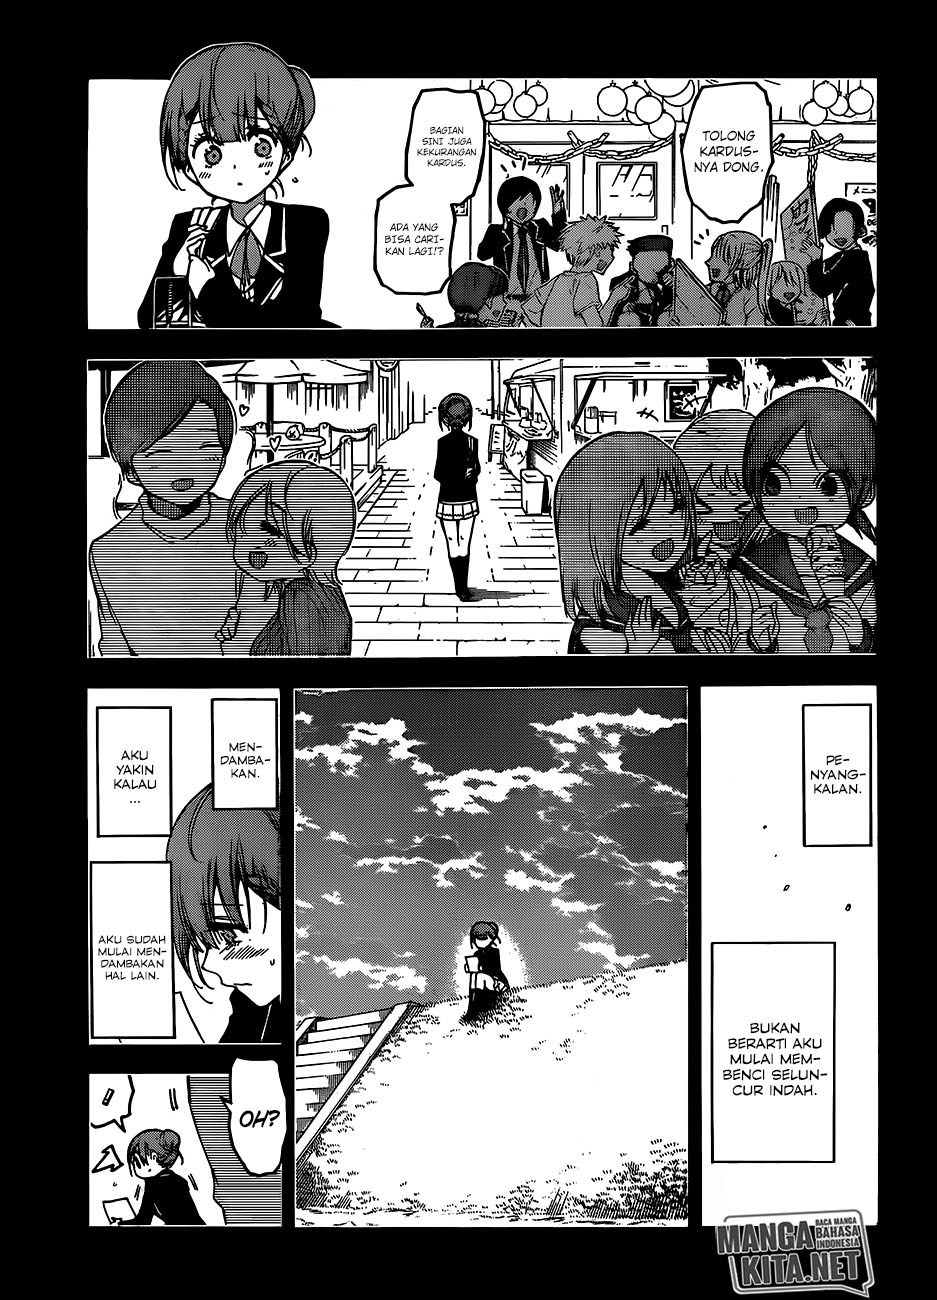 TOLONG
KARDUS-
NYA DONG.
BAGIAN
SINI JUGA
KEKURANGAN
KARDUS.
ADA YANG
BISA CARI-
KAN LAGI!?
PE-
NYANG-
KALAN.
BUKAN
BERARTI AKU
MULAI MEM-
BENCI SELUN-
CUR INDAH.
MEN-
DAMBA-
KAN.
AKU
YAKIN
KALAU
...
AKU SUDAH
MULAI MEN-
DAMBAKAN
HAL LAIN.
OH?
MANGA
BACA MANGA
BAHASA
INDONESIA
KITA.NET